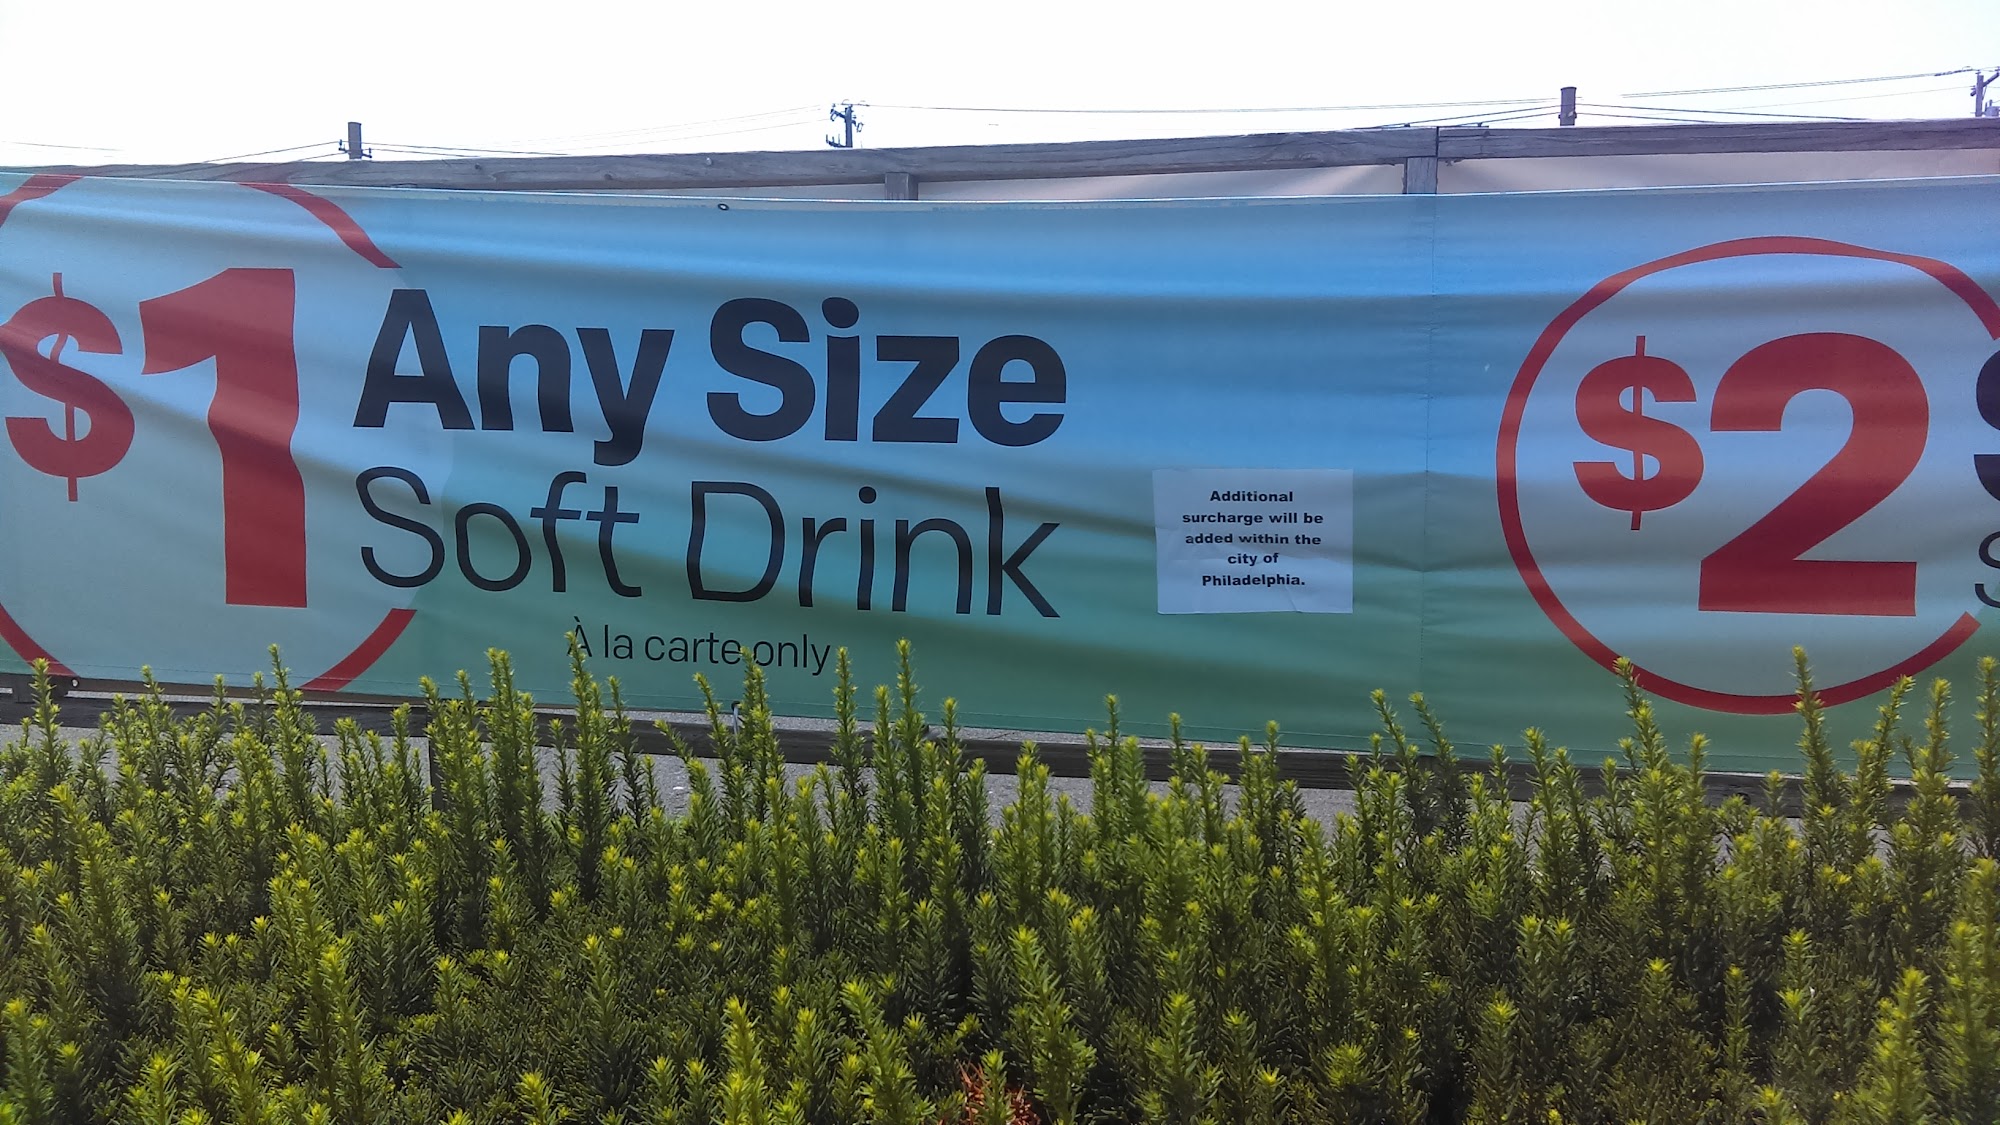 $1
Any Size
Soft Drink
À la carte only
Additional
surcharge will be
added within the
city of
Philadelphia.
$2